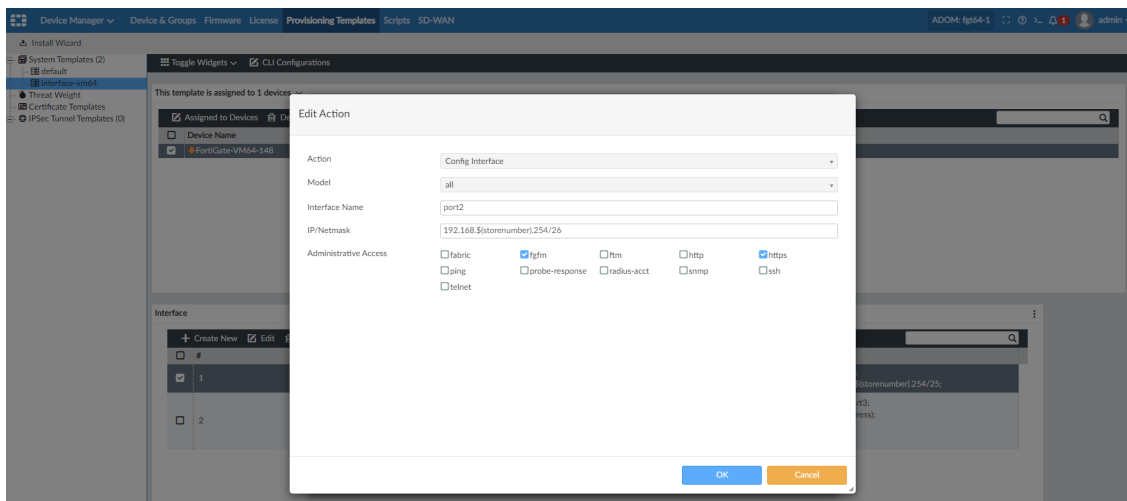 Device Manager Device & Groups Firmware License Provisioning Templates Scripts SD-WAN ADOM: fgt64-1 1 admin
Install Wizard
System Templates (2)
default
interface-vm64
Threat Weight
Certificate Templates
IPSec Tunnel Templates (0)
Toggle Widgets CLI Configurations
This template is assigned to 1 devices
Assigned to Devices De
Device Name
FortiGate-VM64-148
Edit Action
Action Config Interface
Model all
Interface Name port2
IP/Netmask 192.168.$(storenumber).254/26
Administrative Access fabric fgfm ftm http https
ping probe-response radius-acct snmp ssh
telnet
Interface
Create New Edit
#
1
$(storenumber).254/25;
2
rt3;
ress);
OK Cancel